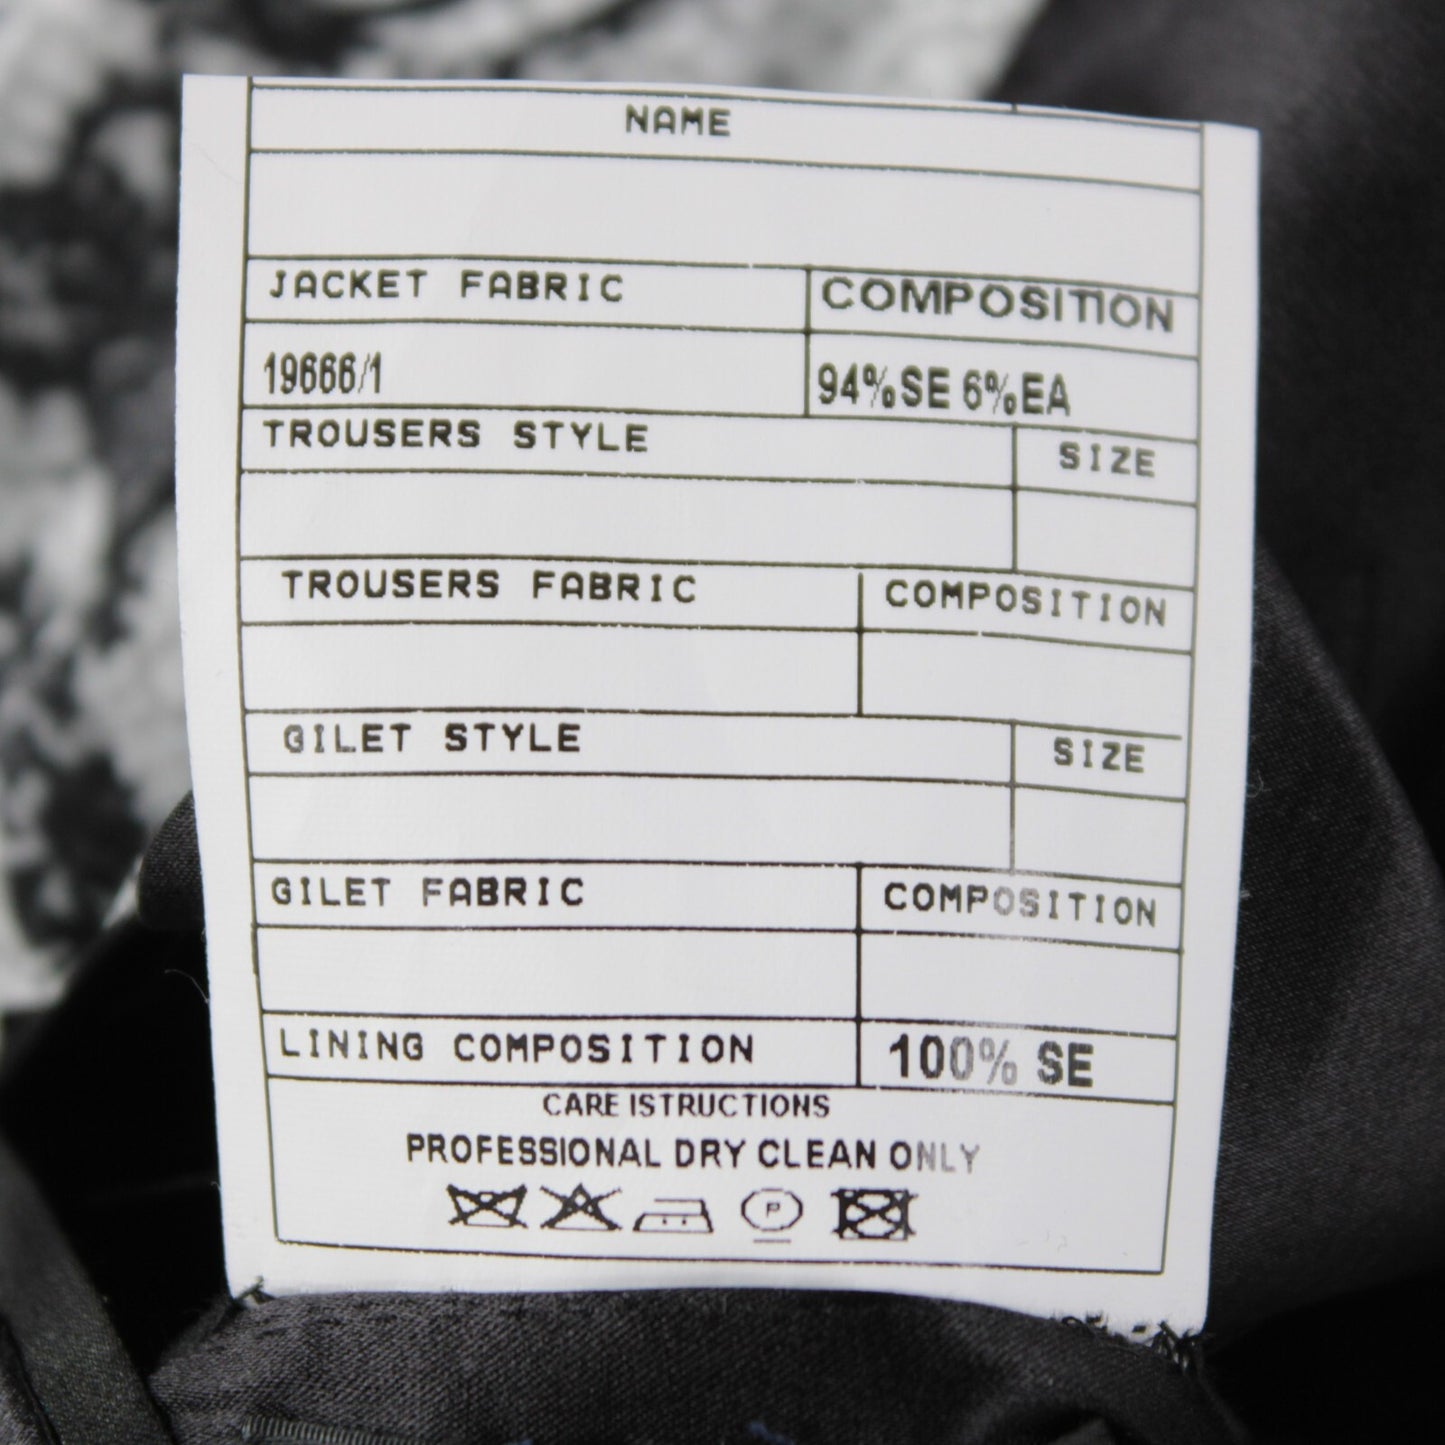 NAME
JACKET FABRIC COMPOSITION
19666/1 94%SE 6%EA
TROUSERS STYLE SIZE
TROUSERS FABRIC COMPOSITION
GILET STYLE SIZE
GILET FABRIC COMPOSITION
LINING COMPOSITION 100% SE
CARE ISTRUCTIONS
PROFESSIONAL DRY CLEAN ONLY
P